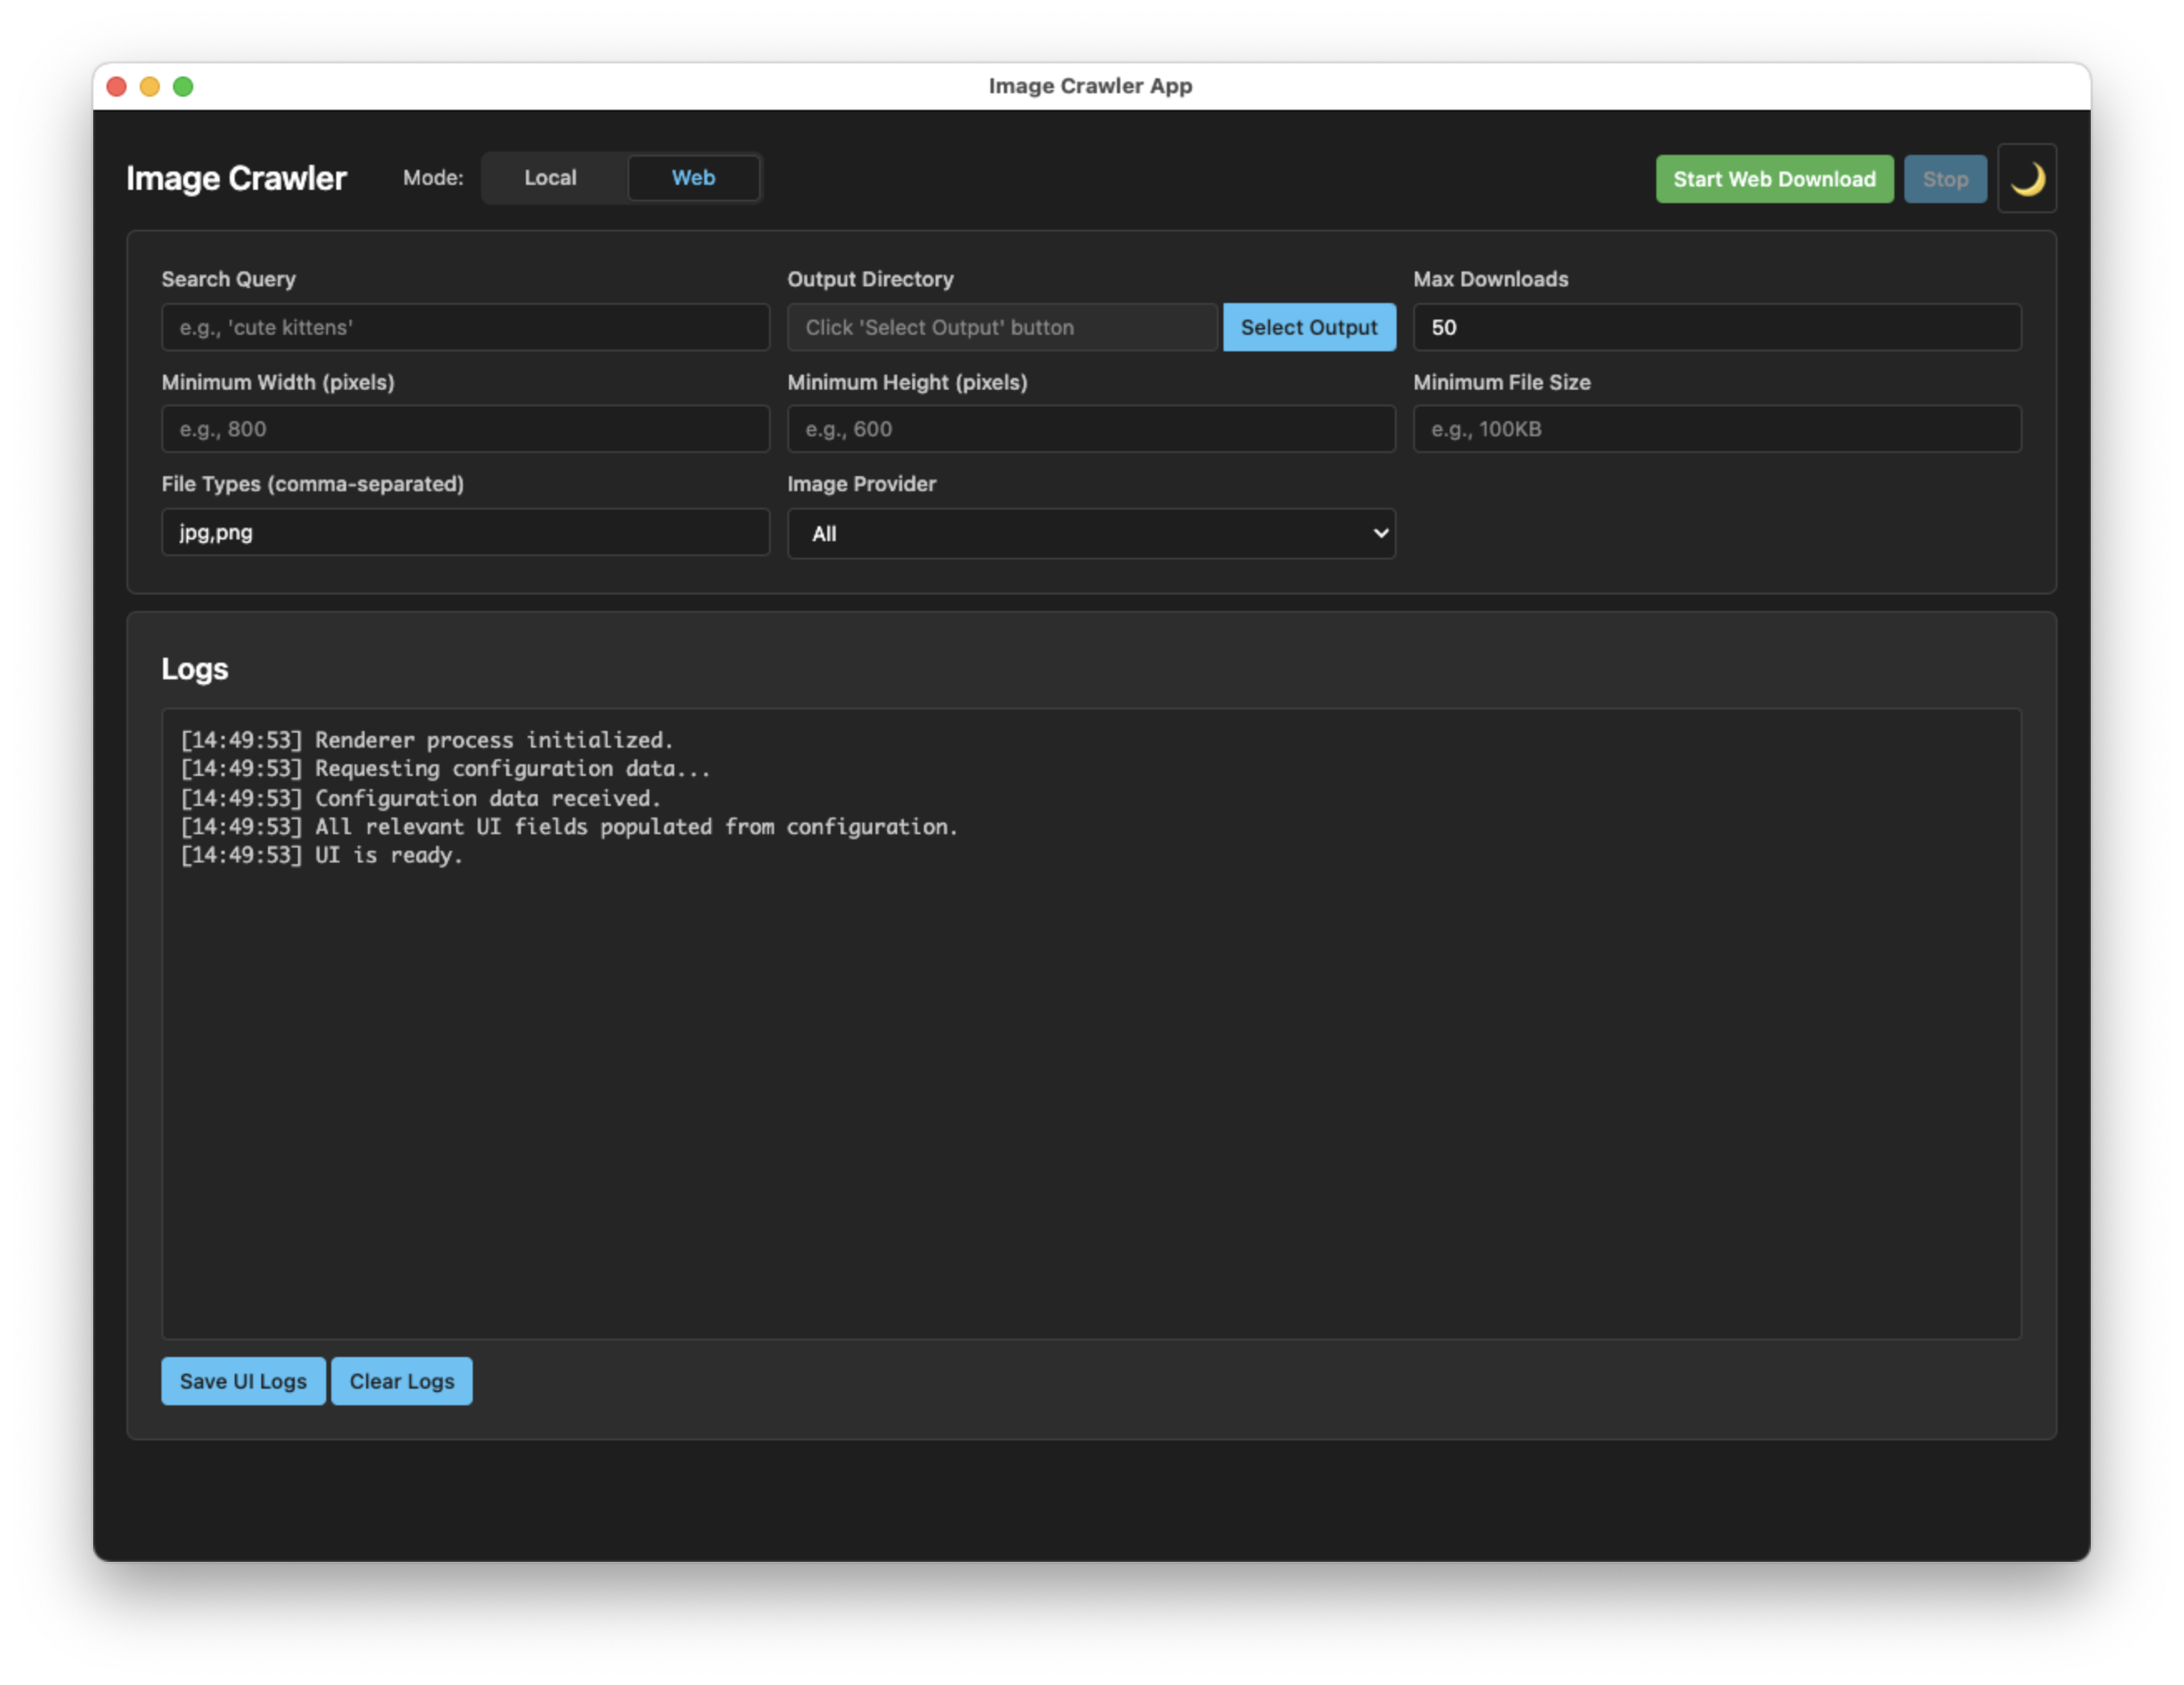 Image Crawler App
Image Crawler Mode: Local Web Start Web Download Stop
Search Query Output Directory Max Downloads
e.g., 'cute kittens' Click 'Select Output' button Select Output 50
Minimum Width (pixels) Minimum Height (pixels) Minimum File Size
e.g., 800 e.g., 600 e.g., 100KB
File Types (comma-separated) Image Provider
jpg,png All
Logs
[14:49:53] Renderer process initialized.
[14:49:53] Requesting configuration data...
[14:49:53] Configuration data received.
[14:49:53] All relevant UI fields populated from configuration.
[14:49:53] UI is ready.
Save UI Logs Clear Logs